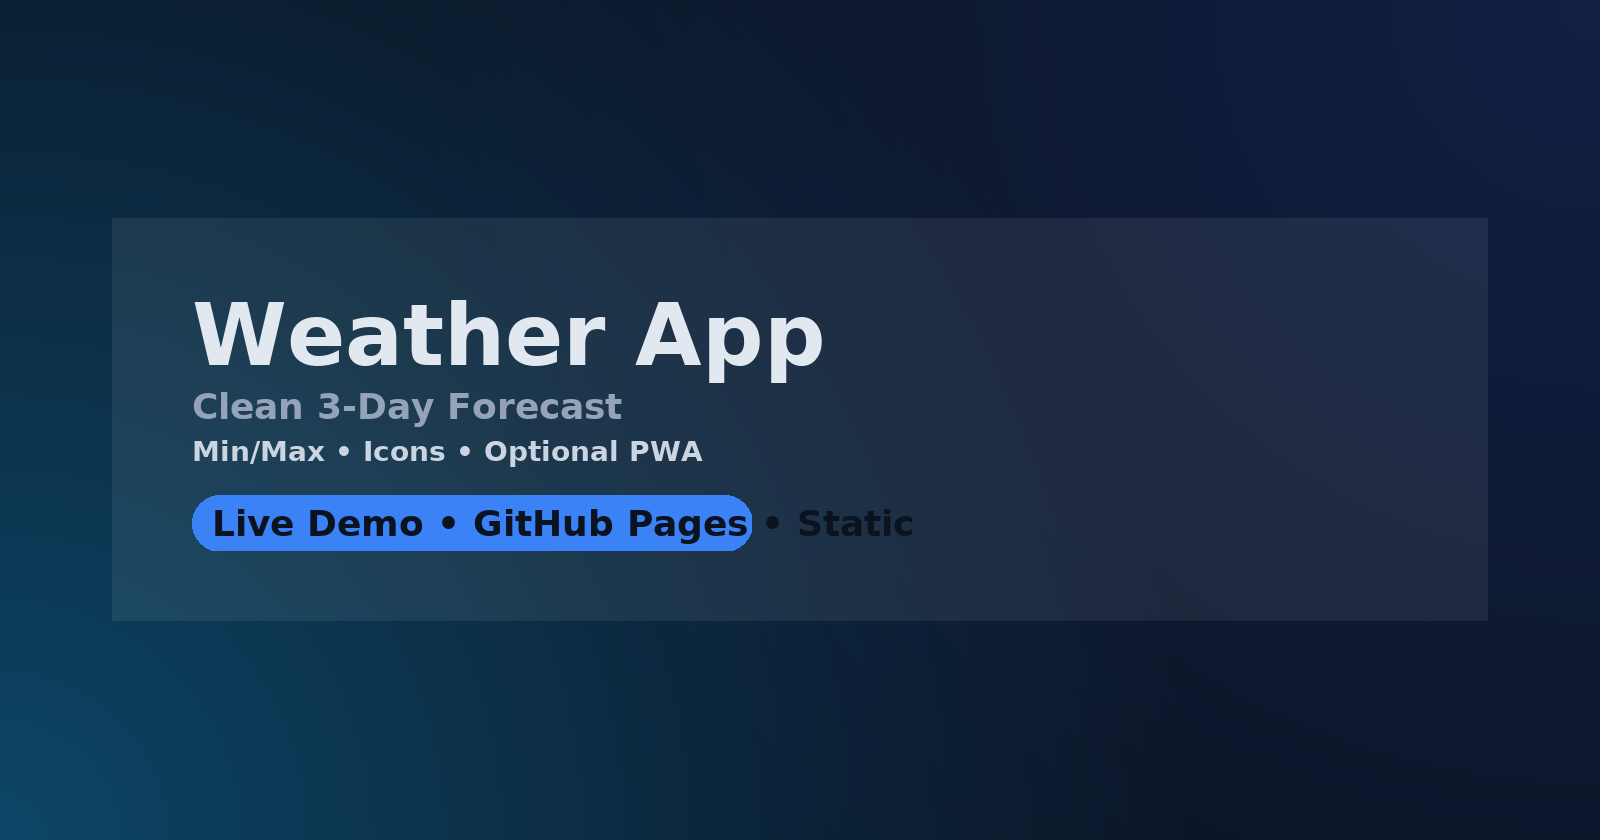 Weather App
Clean 3-Day Forecast
Min/Max • Icons • Optional PWA
Live Demo • GitHub Pages • Static